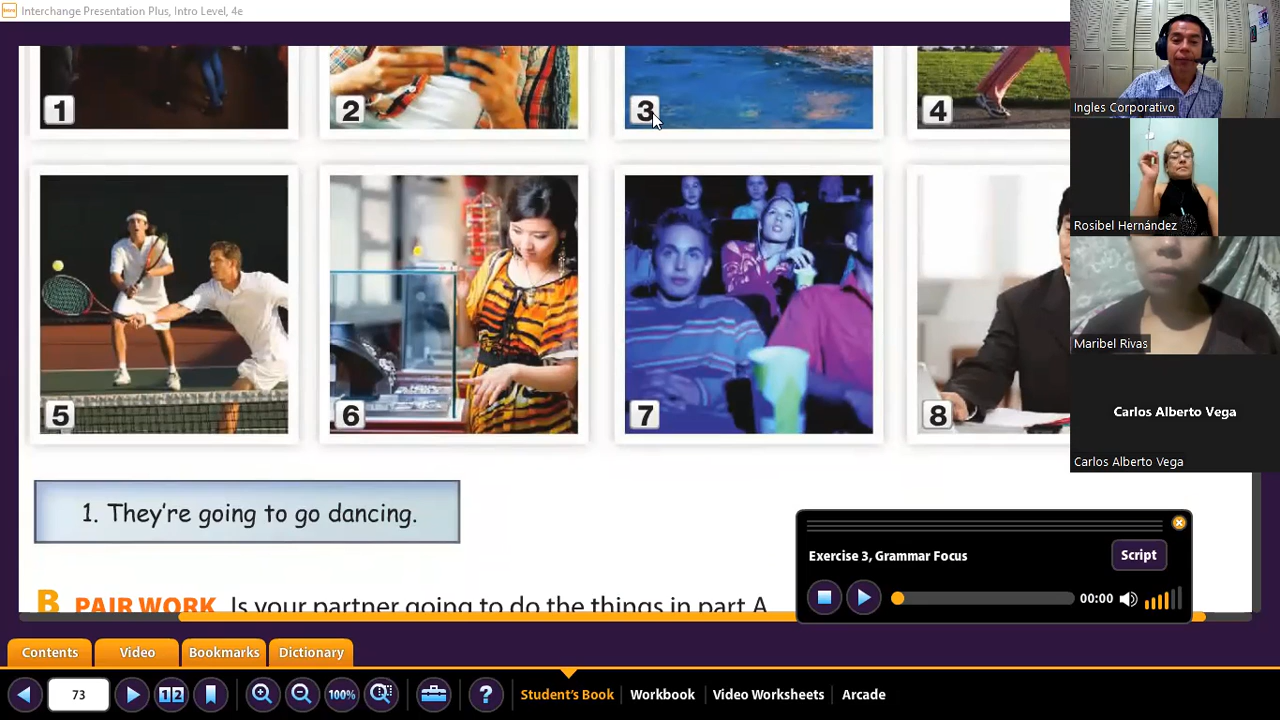 Interchange Presentation Plus, Intro Level, 4e
Ingles Corporativo
Rosibel Hernández
Maribel Rivas
Carlos Alberto Vega
Carlos Alberto Vega
1
2
3
4
5
6
7
8
1. They're going to go dancing.
B PAIR WORK Is your partner going to do the things in part A
Exercise 3, Grammar Focus
Script
00:00
Contents Video Bookmarks Dictionary
73
1 2
100%
?
Student's Book Workbook Video Worksheets Arcade